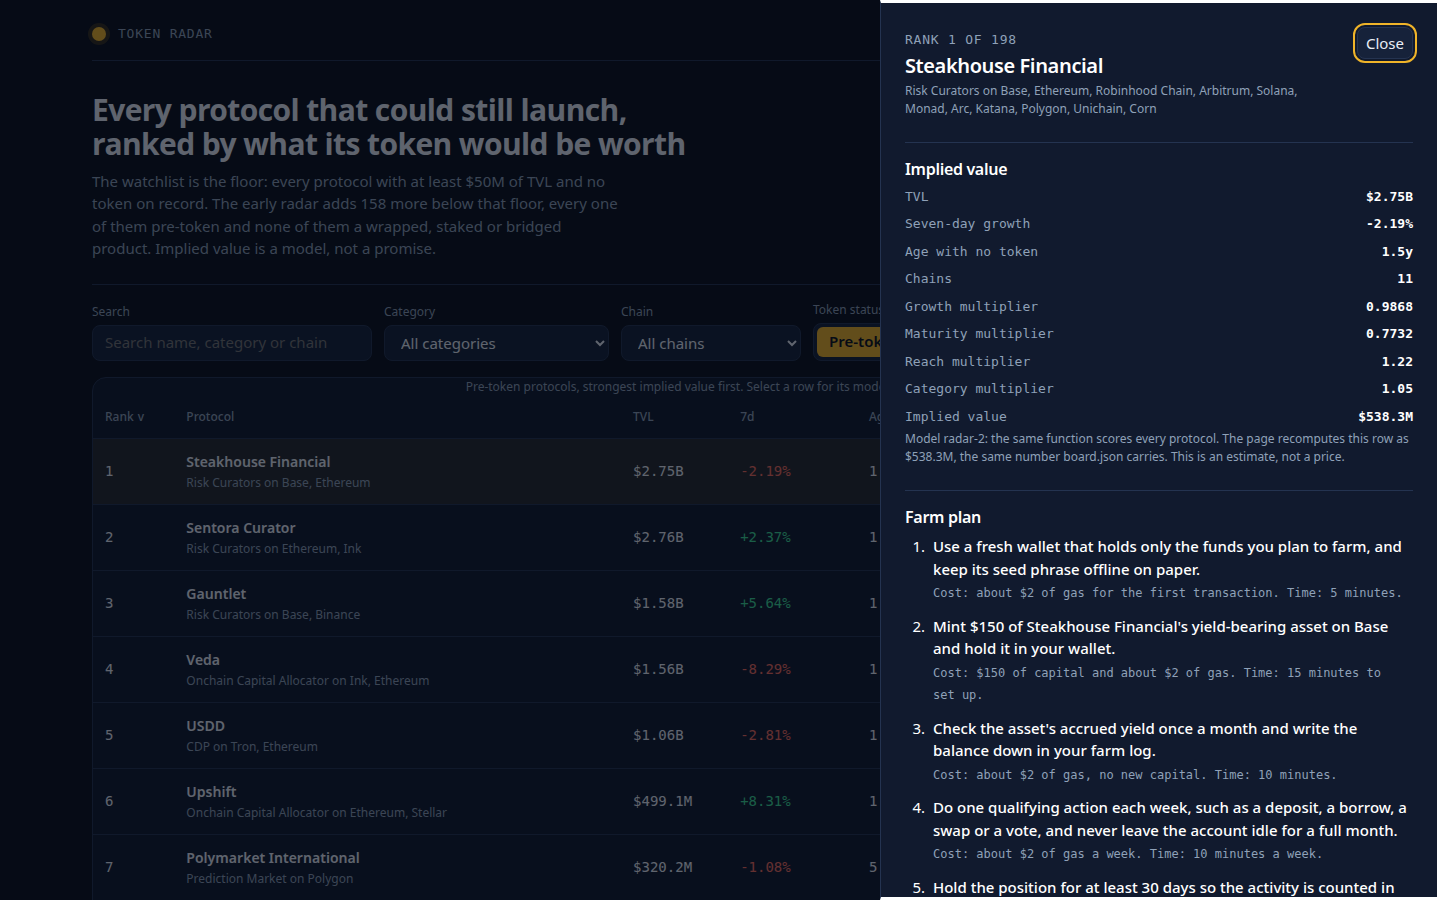 TOKEN RADAR
Every protocol that could still launch,
ranked by what its token would be worth
The watchlist is the floor: every protocol with at least $50M of TVL and no
token on record. The early radar adds 158 more below that floor, every one
of them pre-token and none of them a wrapped, staked or bridged
product. Implied value is a model, not a promise.
Search
Category
Chain
Token status
Search name, category or chain
All categories
All chains
Pre-tok
Pre-token protocols, strongest implied value first. Select a row for its mod
Rank v
Protocol
TVL
7d
Ag
1
Steakhouse Financial
Risk Curators on Base, Ethereum
$2.75B
-2.19%
1
2
Sentora Curator
Risk Curators on Ethereum, Ink
$2.76B
+2.37%
1
3
Gauntlet
Risk Curators on Base, Binance
$1.58B
+5.64%
1
4
Veda
Onchain Capital Allocator on Ink, Ethereum
$1.56B
-8.29%
1
5
USDD
CDP on Tron, Ethereum
$1.06B
-2.81%
1
6
Upshift
Onchain Capital Allocator on Ethereum, Stellar
$499.1M
+8.31%
1
7
Polymarket International
Prediction Market on Polygon
$320.2M
-1.08%
5
RANK 1 OF 198
Close
Steakhouse Financial
Risk Curators on Base, Ethereum, Robinhood Chain, Arbitrum, Solana,
Monad, Arc, Katana, Polygon, Unichain, Corn
Implied value
TVL $2.75B
Seven-day growth -2.19%
Age with no token 1.5y
Chains 11
Growth multiplier 0.9868
Maturity multiplier 0.7732
Reach multiplier 1.22
Category multiplier 1.05
Implied value $538.3M
Model radar-2: the same function scores every protocol. The page recomputes this row as
$538.3M, the same number board.json carries. This is an estimate, not a price.
Farm plan
1. Use a fresh wallet that holds only the funds you plan to farm, and
keep its seed phrase offline on paper.
Cost: about $2 of gas for the first transaction. Time: 5 minutes.
2. Mint $150 of Steakhouse Financial's yield-bearing asset on Base
and hold it in your wallet.
Cost: $150 of capital and about $2 of gas. Time: 15 minutes to
set up.
3. Check the asset's accrued yield once a month and write the
balance down in your farm log.
Cost: about $2 of gas, no new capital. Time: 10 minutes.
4. Do one qualifying action each week, such as a deposit, a borrow, a
swap or a vote, and never leave the account idle for a full month.
Cost: about $2 of gas a week. Time: 10 minutes a week.
5. Hold the position for at least 30 days so the activity is counted in